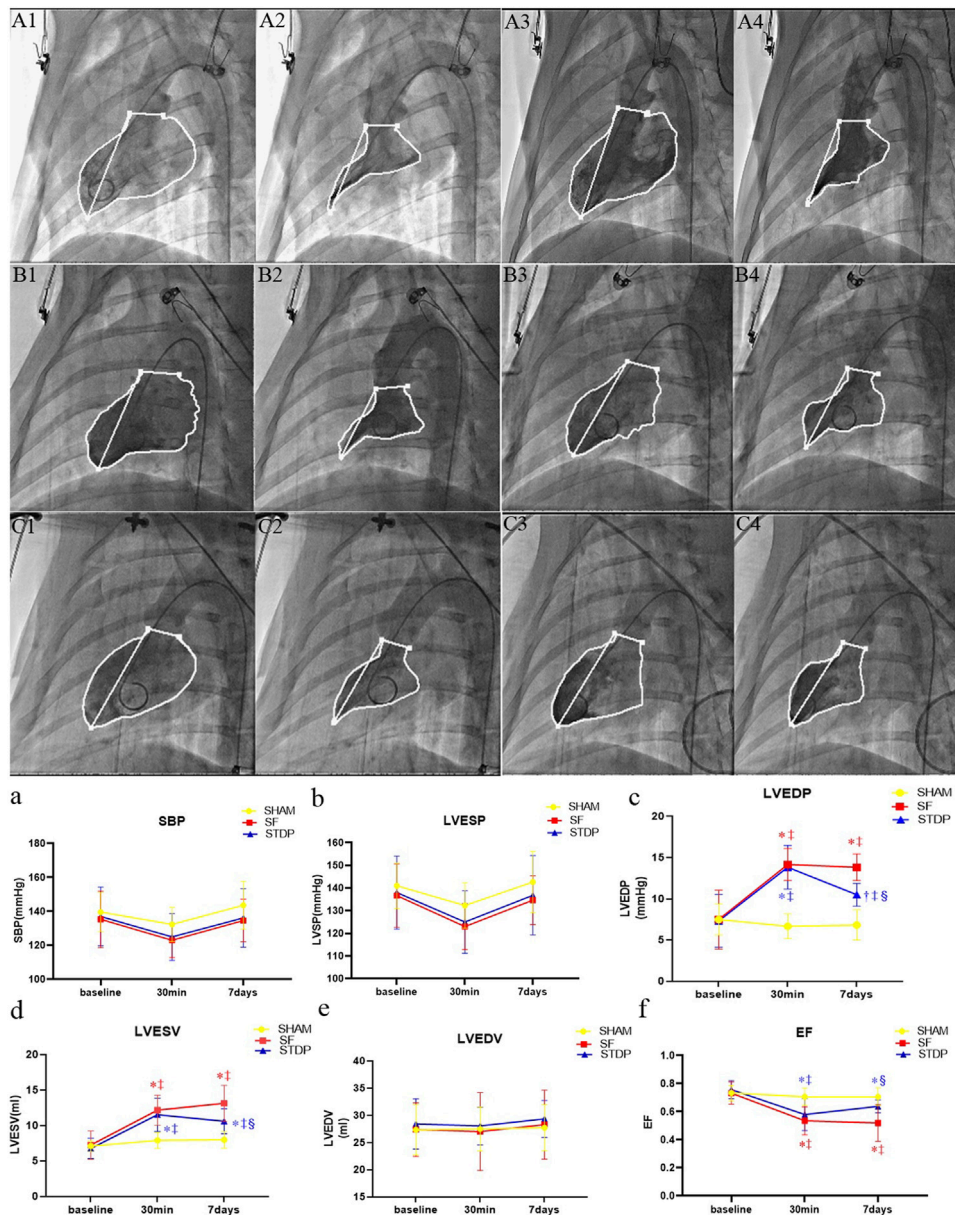 A1 A2 A3 A4
B1 B2 B3 B4
C1 C2 C3 C4
a
SBP
SHAM
SF
STDP
SBP(mmHg)
180
160
140
120
100
baseline 30min 7days
b
LVESP
SHAM
SF
STDP
LVSP(mmHg)
160
150
140
130
120
110
100
baseline 30min 7days
c
LVEDP
SHAM
SF
STDP
LVEDP
(mmHg)
20
15
10
5
0
*‡ *‡
*‡ †‡§
baseline 30min 7days
d
LVESV
SHAM
SF
STDP
LVESV(ml)
20
15
10
5
0
*‡ *‡
*‡ *‡§
baseline 30min 7days
e
LVEDV
SHAM
SF
STDP
LVEDV
(ml)
40
35
30
25
20
15
baseline 30min 7days
f
EF
SHAM
SF
STDP
EF
1.0
0.8
0.6
0.4
0.2
0.0
*‡ *§
*‡ *‡
baseline 30min 7days